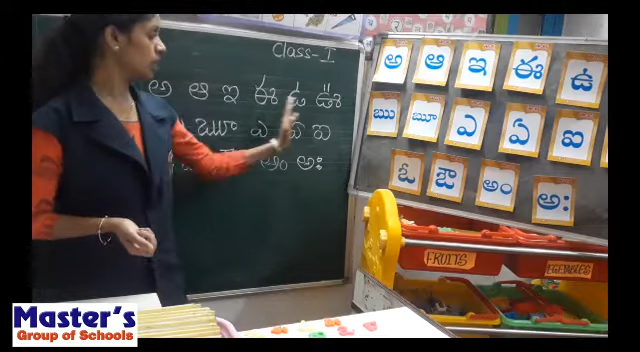 Class-I
ಅ ಆ ಇ ಈ ಉ ಊ
ಋೂ ಎ ಏ ಐ
ಅಂ ಅಃ
ಅ ಆ ಇ ಈ ಉ
ಋ ೠ ಎ ಏ ಐ
ಓ ಔ ಅಂ ಅಃ
FRUITS
VEGETABLES
Master's
Group of Schools